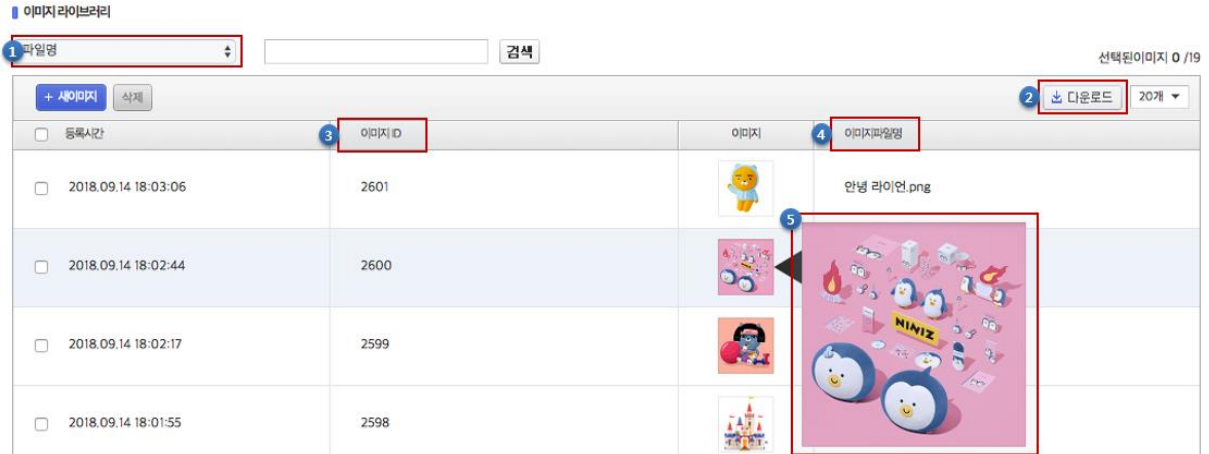 이미지 라이브러리
1 파일명 검색 선택된이미지 0 /19
+ 새이미지 삭제 2 다운로드 20개
등록시간 3 이미지 ID 이미지 4 이미지파일명
2018.09.14 18:03:06 2601 안녕 라이언.png
5
2018.09.14 18:02:44 2600
NINIZ
2018.09.14 18:02:17 2599
2018.09.14 18:01:55 2598